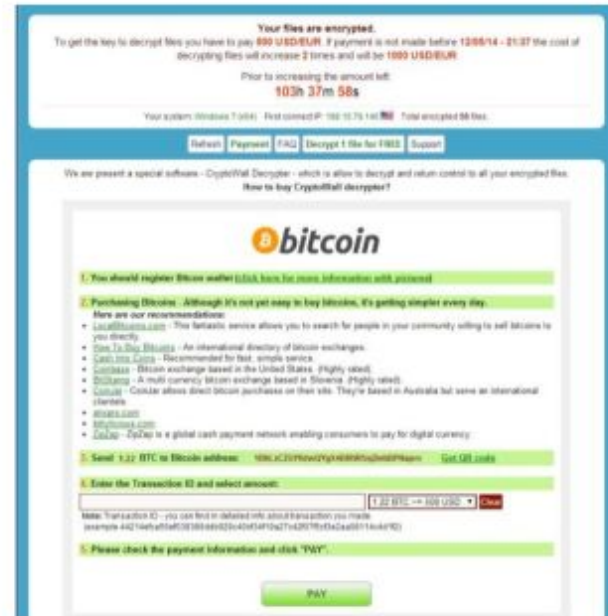 Your files are encrypted.
To get the key to decrypt files you have to pay 500 USD/EUR. If payment is not made before 12/05/14 - 21:37 the cost of
decrypting files will increase 2 times and will be 1000 USD/EUR
Prior to increasing the amount left:
103h 37m 58s
Your system: Windows 7 (x64) First connect IP: Total encrypted files.
Refresh Payment FAQ Decrypt 1 file for FREE Support
We are present a special software - CryptoWall Decrypter - which is allow to decrypt and return control to all your encrypted files.
How to buy CryptoWall decrypter?
bitcoin
1. You should register Bitcoin wallet (click here for more information with pictures)
2. Purchasing Bitcoins - Although it's not yet easy to buy bitcoins, it's getting simpler every day.
Here are our recommendations:
LocalBitcoins.com - This fantastic service allows you to search for people in your community willing to sell bitcoins to
you directly.
How To Buy Bitcoins - An international directory of bitcoin exchanges.
Cash Into Coins - Recommended for fast, simple service.
Coinbase - Bitcoin exchange based in the United States. (Highly rated).
BitStamp - A multi currency bitcoin exchange based in Slovenia. (Highly rated).
CoinJar - CoinJar allows direct bitcoin purchases on their site. They're based in Australia but serve an international
clientele.
bitylicious.com
ZipZap - ZipZap is a global cash payment network enabling consumers to pay for digital currency.
3. Send 1.22 BTC to Bitcoin address: Get QR code
4. Enter the Transaction ID and select amount:
1.22 BTC ~= 500 USD Clear
Note: Transaction ID - you can find in detailed info about transaction you made.
(example
5. Please check the payment information and click "PAY".
PAY